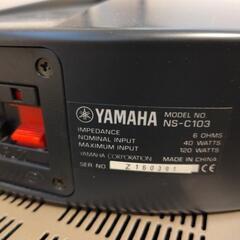 YAMAHA MODEL NO. NS-C103
IMPEDANCE 6 OHMS
NOMINAL INPUT 40 WATTS
MAXIMUM INPUT 120 WATTS
YAMAHA CORPORATION MADE IN CHINA
SER NO Z160391